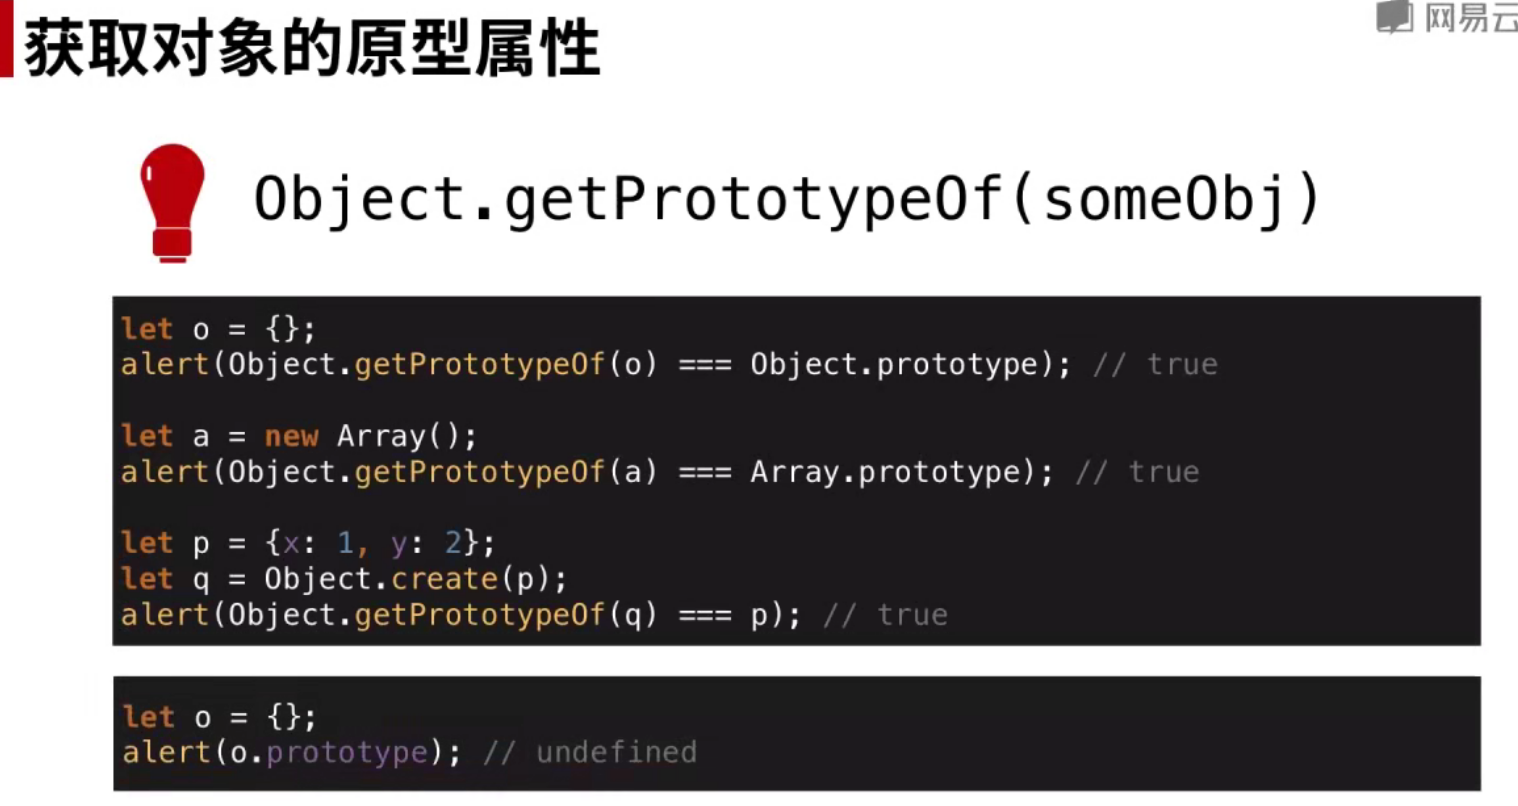 获取对象的原型属性
网易云
Object.getPrototypeOf(someObj)
let o = {};
alert(Object.getPrototypeOf(o) === Object.prototype); // true
let a = new Array();
alert(Object.getPrototypeOf(a) === Array.prototype); // true
let p = {x: 1, y: 2};
let q = Object.create(p);
alert(Object.getPrototypeOf(q) === p); // true
let o = {};
alert(o.prototype); // undefined